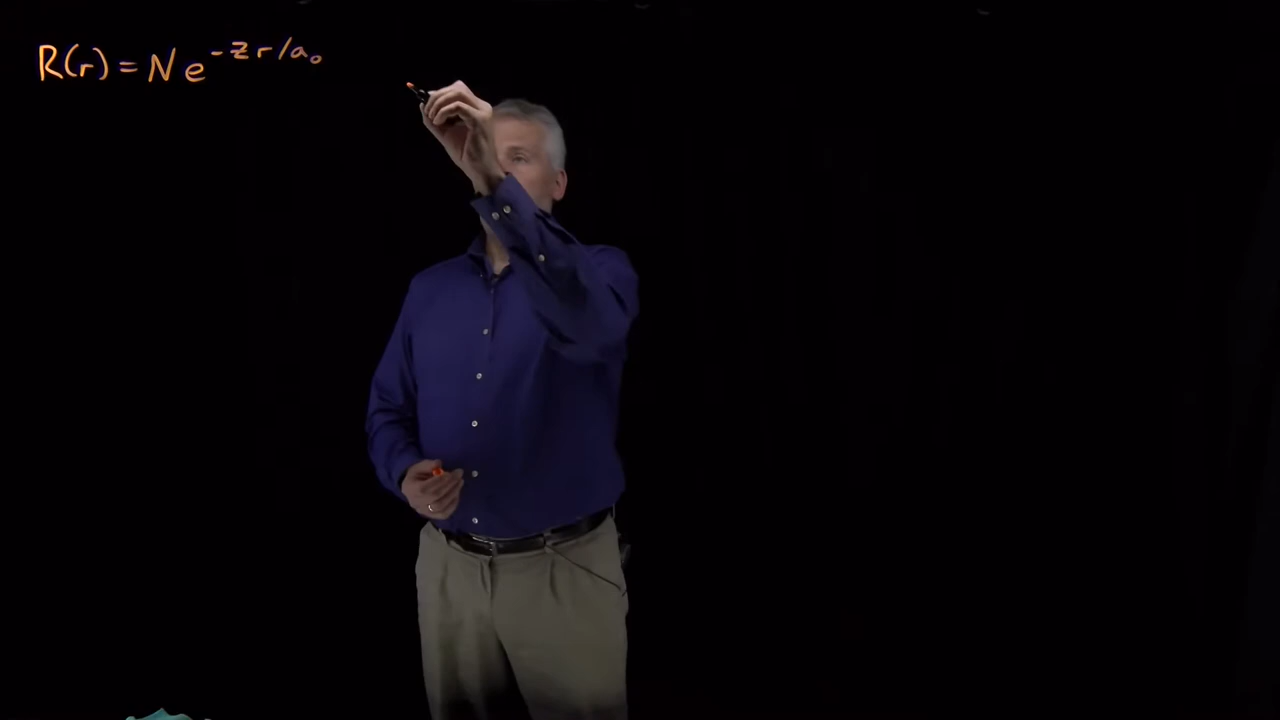 R(r) = N e^{-Zr/a₀}